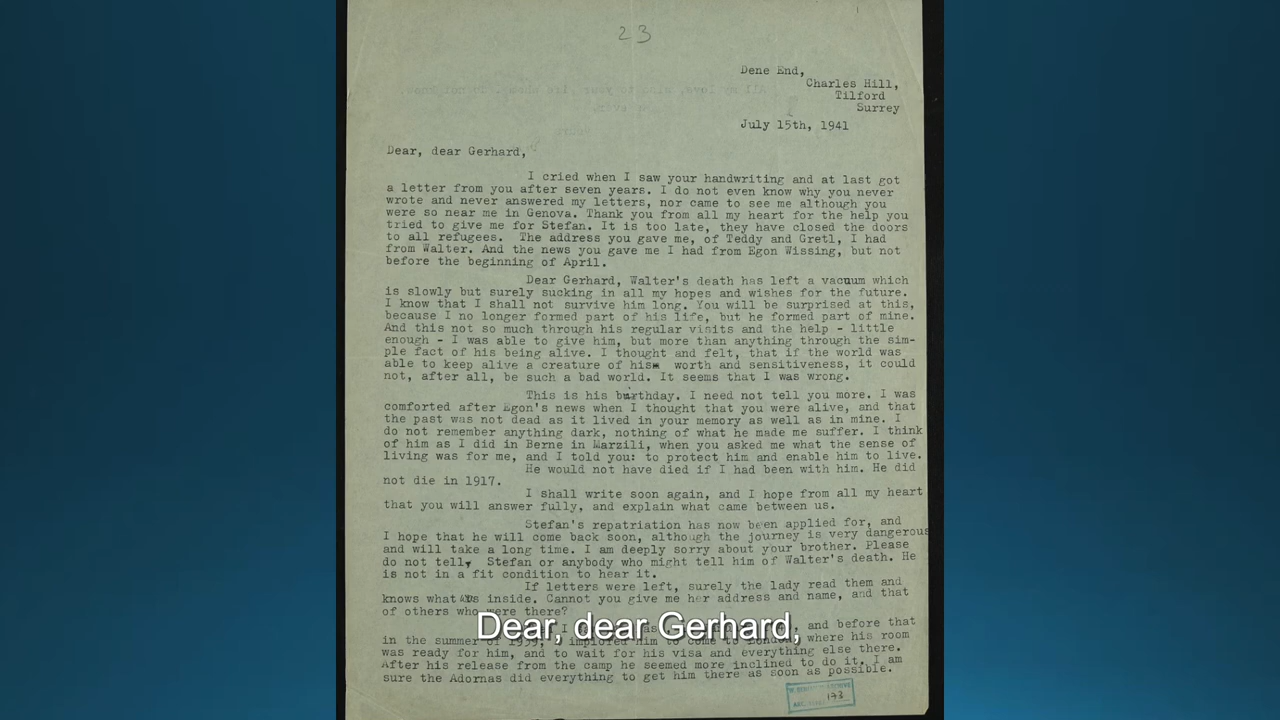 23
Dene End,
Charles Hill,
Tilford
Surrey
July 15th, 1941
Dear, dear Gerhard,
I cried when I saw your handwriting and at last got
a letter from you after seven years. I do not even know why you never
wrote and never answered my letters, nor came to see me although you
were so near me in Genova. Thank you from all my heart for the help you
tried to give me for Stefan. It is too late, they have closed the doors
to all refugees. The address you gave me, of Teddy and Gretl, I had
from Walter. And the news you gave me I had from Egon Wissing, but not
before the beginning of April.
Dear Gerhard, Walter's death has left a vacuum which
is slowly but surely sucking in all my hopes and wishes for the future.
I know that I shall not survive him long. You will be surprised at this,
because I no longer formed part of his life, but he formed part of mine.
And this not so much through his regular visits and the help - little
enough - I was able to give him, but more than anything through the sim-
ple fact of his being alive. I thought and felt, that if the world was
able to keep alive a creature of his worth and sensitiveness, it could
not, after all, be such a bad world. It seems that I was wrong.
This is his birthday. I need not tell you more. I was
comforted after Egon's news when I thought that you were alive, and that
the past was not dead as it lived in your memory as well as in mine. I
do not remember anything dark, nothing of what he made me suffer. I think
of him as I did in Berne in Marzili, when you asked me what the sense of
living was for me, and I told you: to protect him and enable him to live.
He would not have died if I had been with him. He did
not die in 1917.
I shall write soon again, and I hope from all my heart
that you will answer fully, and explain what came between us.
Stefan's repatriation has now been applied for, and
I hope that he will come back soon, although the journey is very dangerous
and will take a long time. I am deeply sorry about your brother. Please
do not tell, Stefan or anybody who might tell him of Walter's death. He
is not in a fit condition to hear it.
If letters were left, surely the lady read them and
knows what was inside. Cannot you give me her address and name, and that
of others who were there?
I and before that
in the summer of 1939, I implored him to come to London, where his room
was ready for him, and to wait for his visa and everything else there.
After his release from the camp he seemed more inclined to do it. I am
sure the Adornas did everything to get him there as soon as possible.
173
Dear, dear Gerhard,